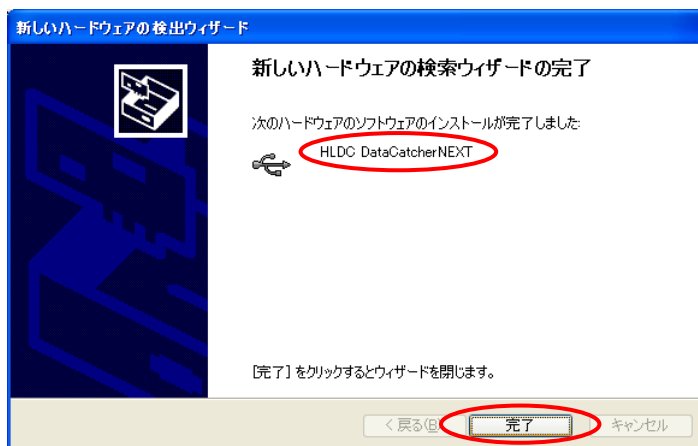 新しいハードウェアの検出ウィザード
新しいハードウェアの検索ウィザードの完了
次のハードウェアのソフトウェアのインストールが完了しました:
HLDC DataCatcherNEXT
[完了] をクリックするとウィザードを閉じます。
< 戻る(B) 完了 キャンセル